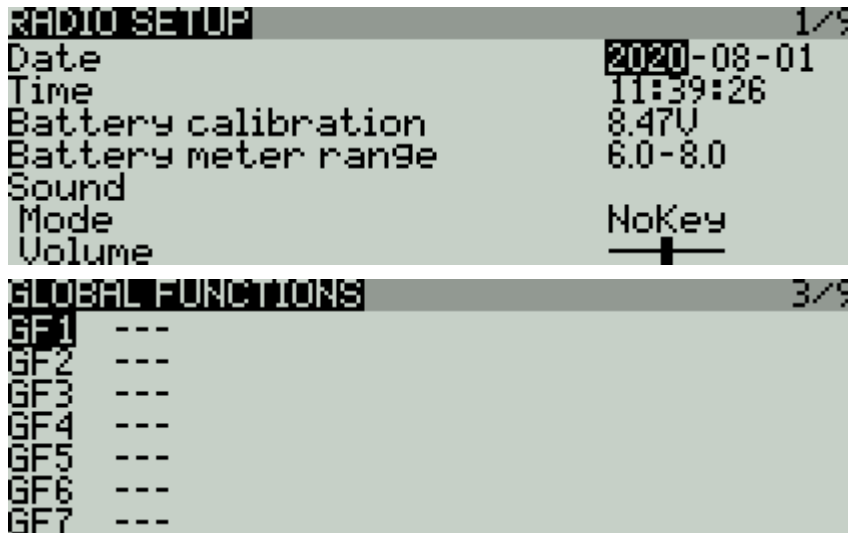 RADIO SETUP 1/9
Date 2020-08-01
Time 11:39:26
Battery calibration 8.47V
Battery meter range 6.0-8.0
Sound
Mode NoKey
Volume
GLOBAL FUNCTIONS 3/9
GF1 ---
GF2 ---
GF3 ---
GF4 ---
GF5 ---
GF6 ---
GF7 ---